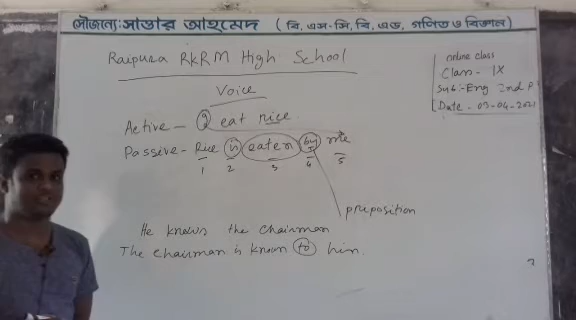 সৌজন্যে: সাত্তার আহমেদ (বি, এস-সি, বি, এড, গণিত ও বিজ্ঞান)
Raipura RKRM High School
online class
Class - IX
Sub:- Eng 2nd P
Date - 03-04-2021
Voice
Active - I eat rice.
Passive - Rice is eaten by me
1 2 3 4 5
preposition
He knows the chairman
The chairman is known to him.